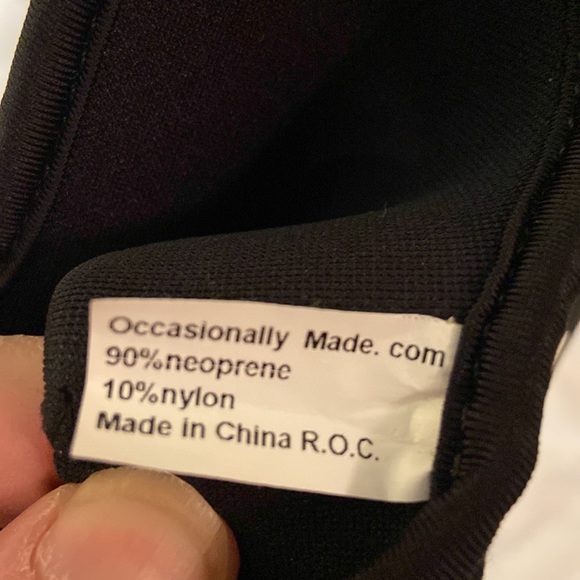 Occasionally Made. com
90%neoprene
10%nylon
Made in China R.O.C.